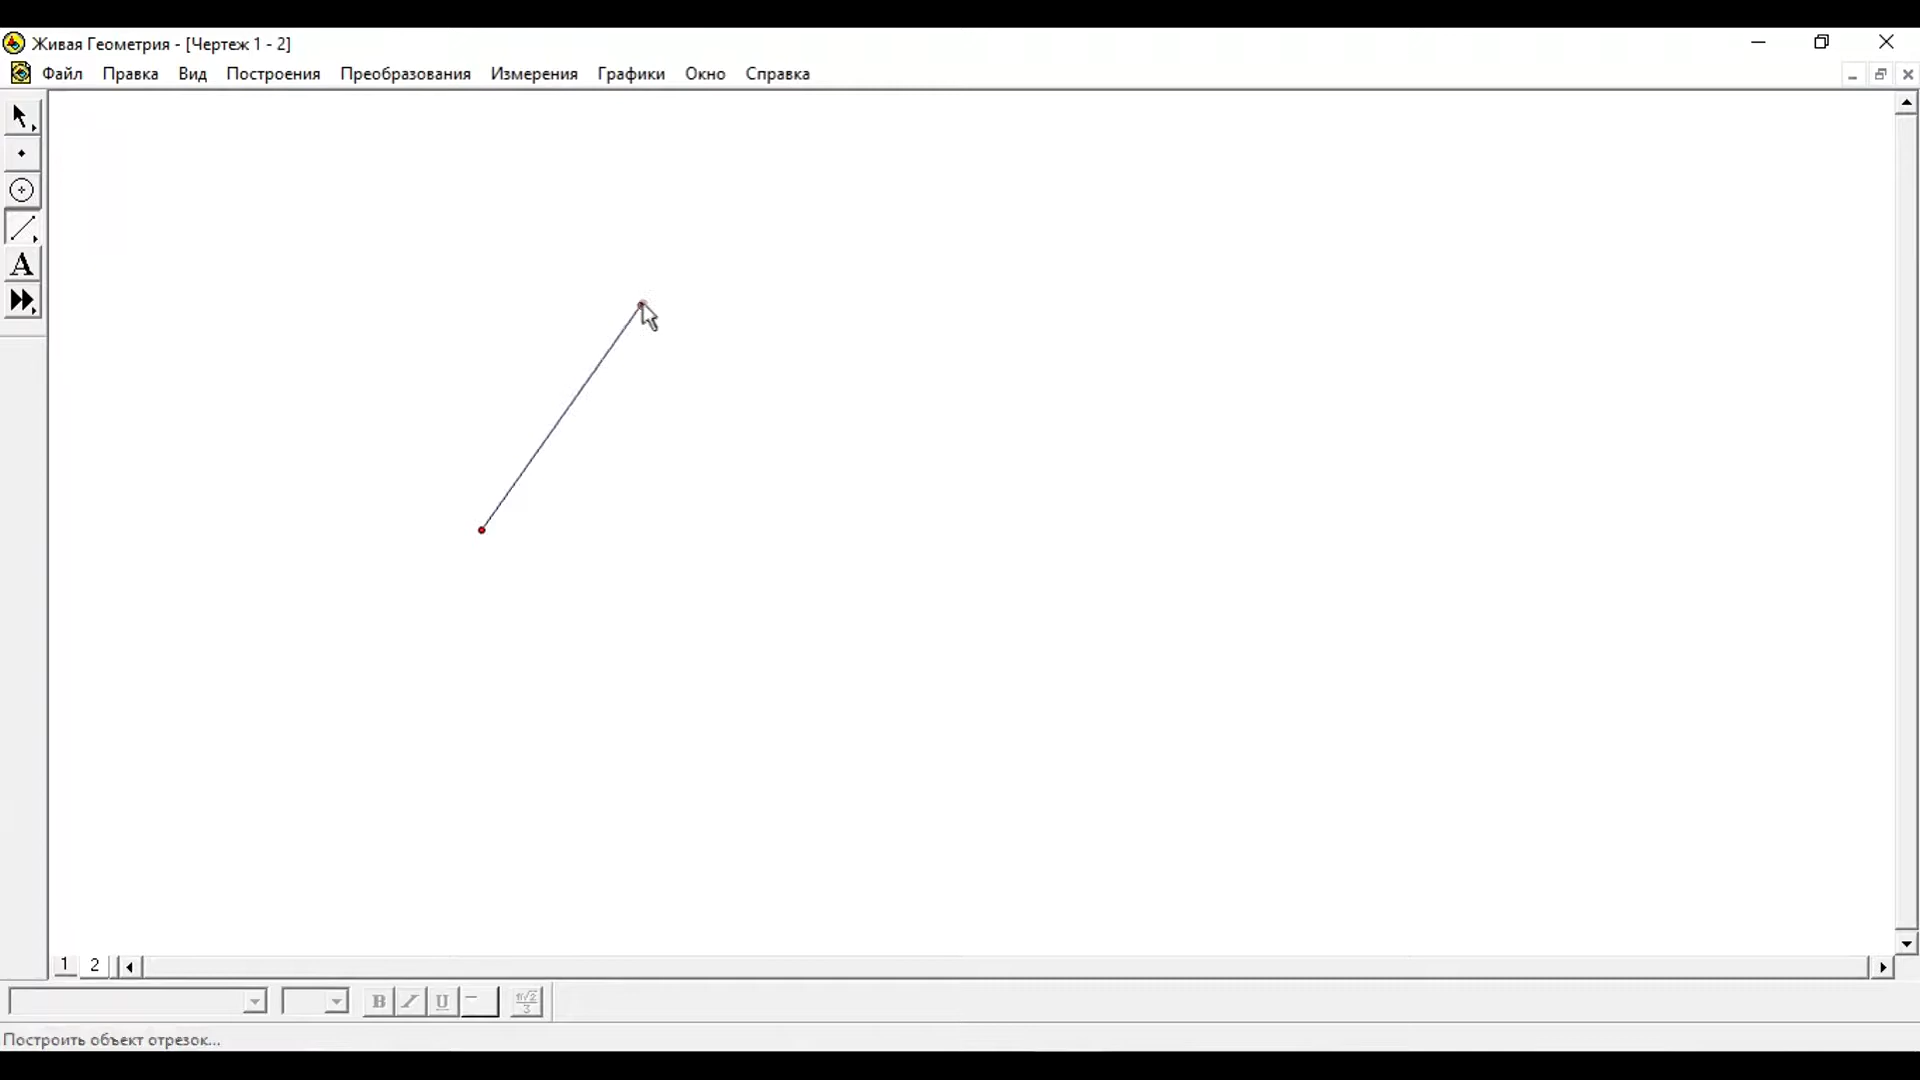 Живая Геометрия - [Чертеж 1 - 2]
Файл Правка Вид Построения Преобразования Измерения Графики Окно Справка
A
1 2
B I U
Построить объект отрезок...